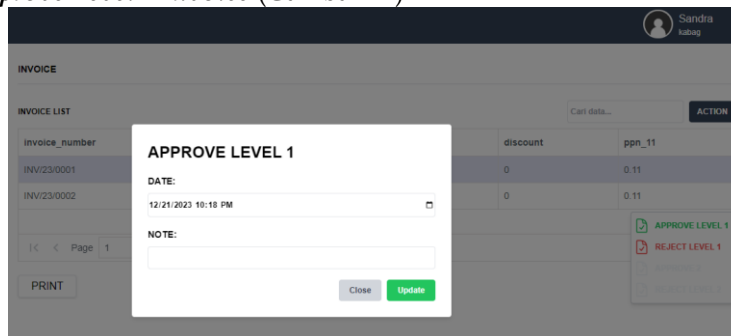 Sandra
kabag
INVOICE
INVOICE LIST
Cari data...
ACTION
invoice_number
discount
ppn_11
INV/23/0001
0
0.11
INV/23/0002
0
0.11
APPROVE LEVEL 1
DATE:
12/21/2023 10:18 PM
NOTE:
Close
Update
APPROVE LEVEL 1
REJECT LEVEL 1
Page 1
PRINT